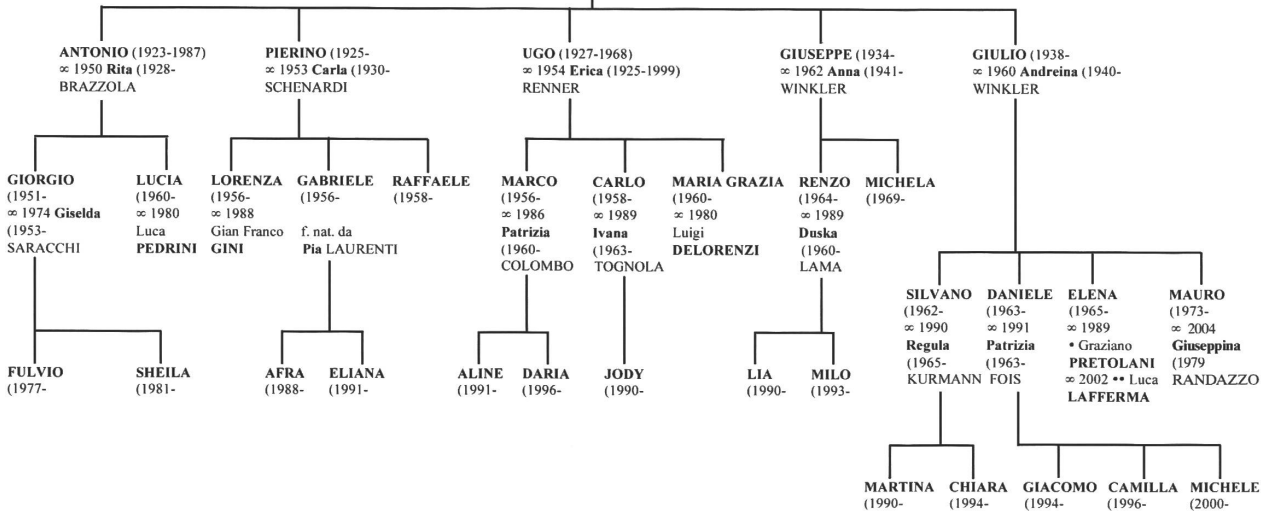 ANTONIO (1923-1987)
∞ 1950 Rita (1928-
BRAZZOLA
PIERINO (1925-
∞ 1953 Carla (1930-
SCHENARDI
UGO (1927-1968)
∞ 1954 Erica (1925-1999)
RENNER
GIUSEPPE (1934-
∞ 1962 Anna (1941-
WINKLER
GIULIO (1938-
∞ 1960 Andreina (1940-
WINKLER
GIORGIO
(1951-
∞ 1974 Giselda
(1953-
SARACCHI
LUCIA
(1960-
∞ 1980
Luca
PEDRINI
LORENZA
(1956-
∞ 1988
Gian Franco
GINI
GABRIELE
(1956-
f. nat. da
Pia LAURENTI
RAFFAELE
(1958-
MARCO
(1956-
∞ 1986
Patrizia
(1960-
COLOMBO
CARLO
(1958-
∞ 1989
Ivana
(1963-
TOGNOLA
MARIA GRAZIA
(1960-
∞ 1980
Luigi
DELORENZI
RENZO
(1964-
∞ 1989
Duska
(1960-
LAMA
MICHELA
(1969-
SILVANO
(1962-
∞ 1990
Regula
(1965-
KURMANN
DANIELE
(1963-
∞ 1991
Patrizia
(1963-
FOIS
ELENA
(1965-
∞ 1989
• Graziano
PRETOLANI
∞ 2002 •• Luca
LAFFERMA
MAURO
(1973-
∞ 2004
Giuseppina
(1979
RANDAZZO
FULVIO
(1977-
SHEILA
(1981-
AFRA
(1988-
ELIANA
(1991-
ALINE
(1991-
DARIA
(1996-
JODY
(1990-
LIA
(1990-
MILO
(1993-
MARTINA
(1990-
CHIARA
(1994-
GIACOMO
(1994-
CAMILLA
(1996-
MICHELE
(2000-